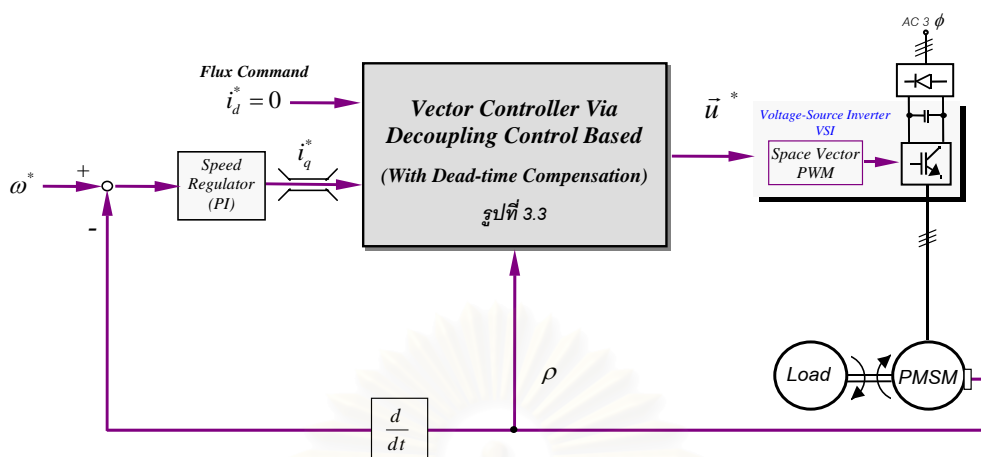 AC 3 ϕ
Flux Command
i_d^* = 0
Vector Controller Via
Decoupling Control Based
(With Dead-time Compensation)
รูปที่ 3.3
u⃗ *
Voltage-Source Inverter
VSI
Space Vector
PWM
ω*
+
-
Speed
Regulator
(PI)
i_q^*
Load
PMSM
ρ
d
dt